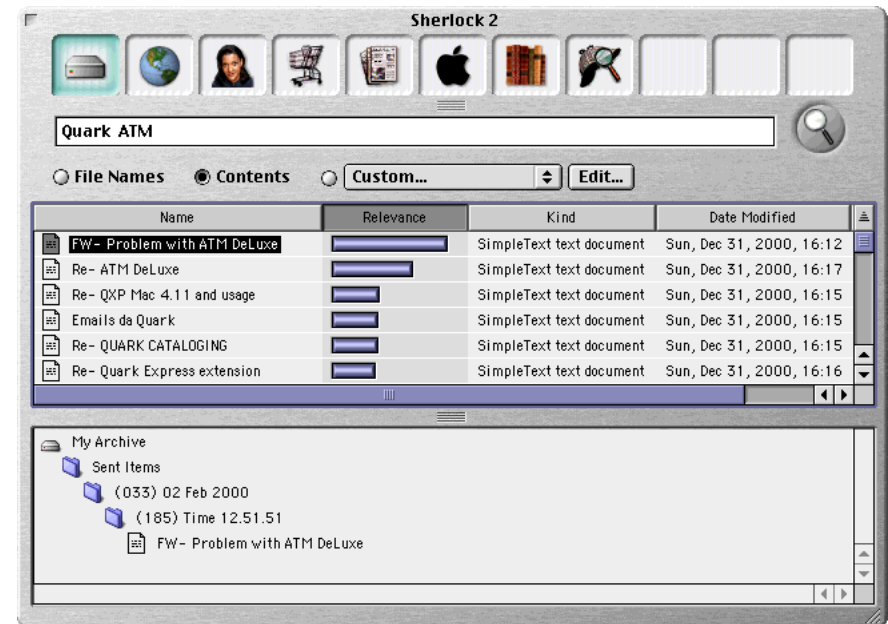 Sherlock 2
Quark ATM
File Names Contents Custom... Edit...
Name Relevance Kind Date Modified
FW- Problem with ATM DeLuxe SimpleText text document Sun, Dec 31, 2000, 16:12
Re- ATM DeLuxe SimpleText text document Sun, Dec 31, 2000, 16:17
Re- QXP Mac 4.11 and usage SimpleText text document Sun, Dec 31, 2000, 16:15
Emails da Quark SimpleText text document Sun, Dec 31, 2000, 16:15
Re- QUARK CATALOGING SimpleText text document Sun, Dec 31, 2000, 16:15
Re- Quark Express extension SimpleText text document Sun, Dec 31, 2000, 16:16
My Archive
Sent Items
(033) 02 Feb 2000
(185) Time 12.51.51
FW- Problem with ATM DeLuxe